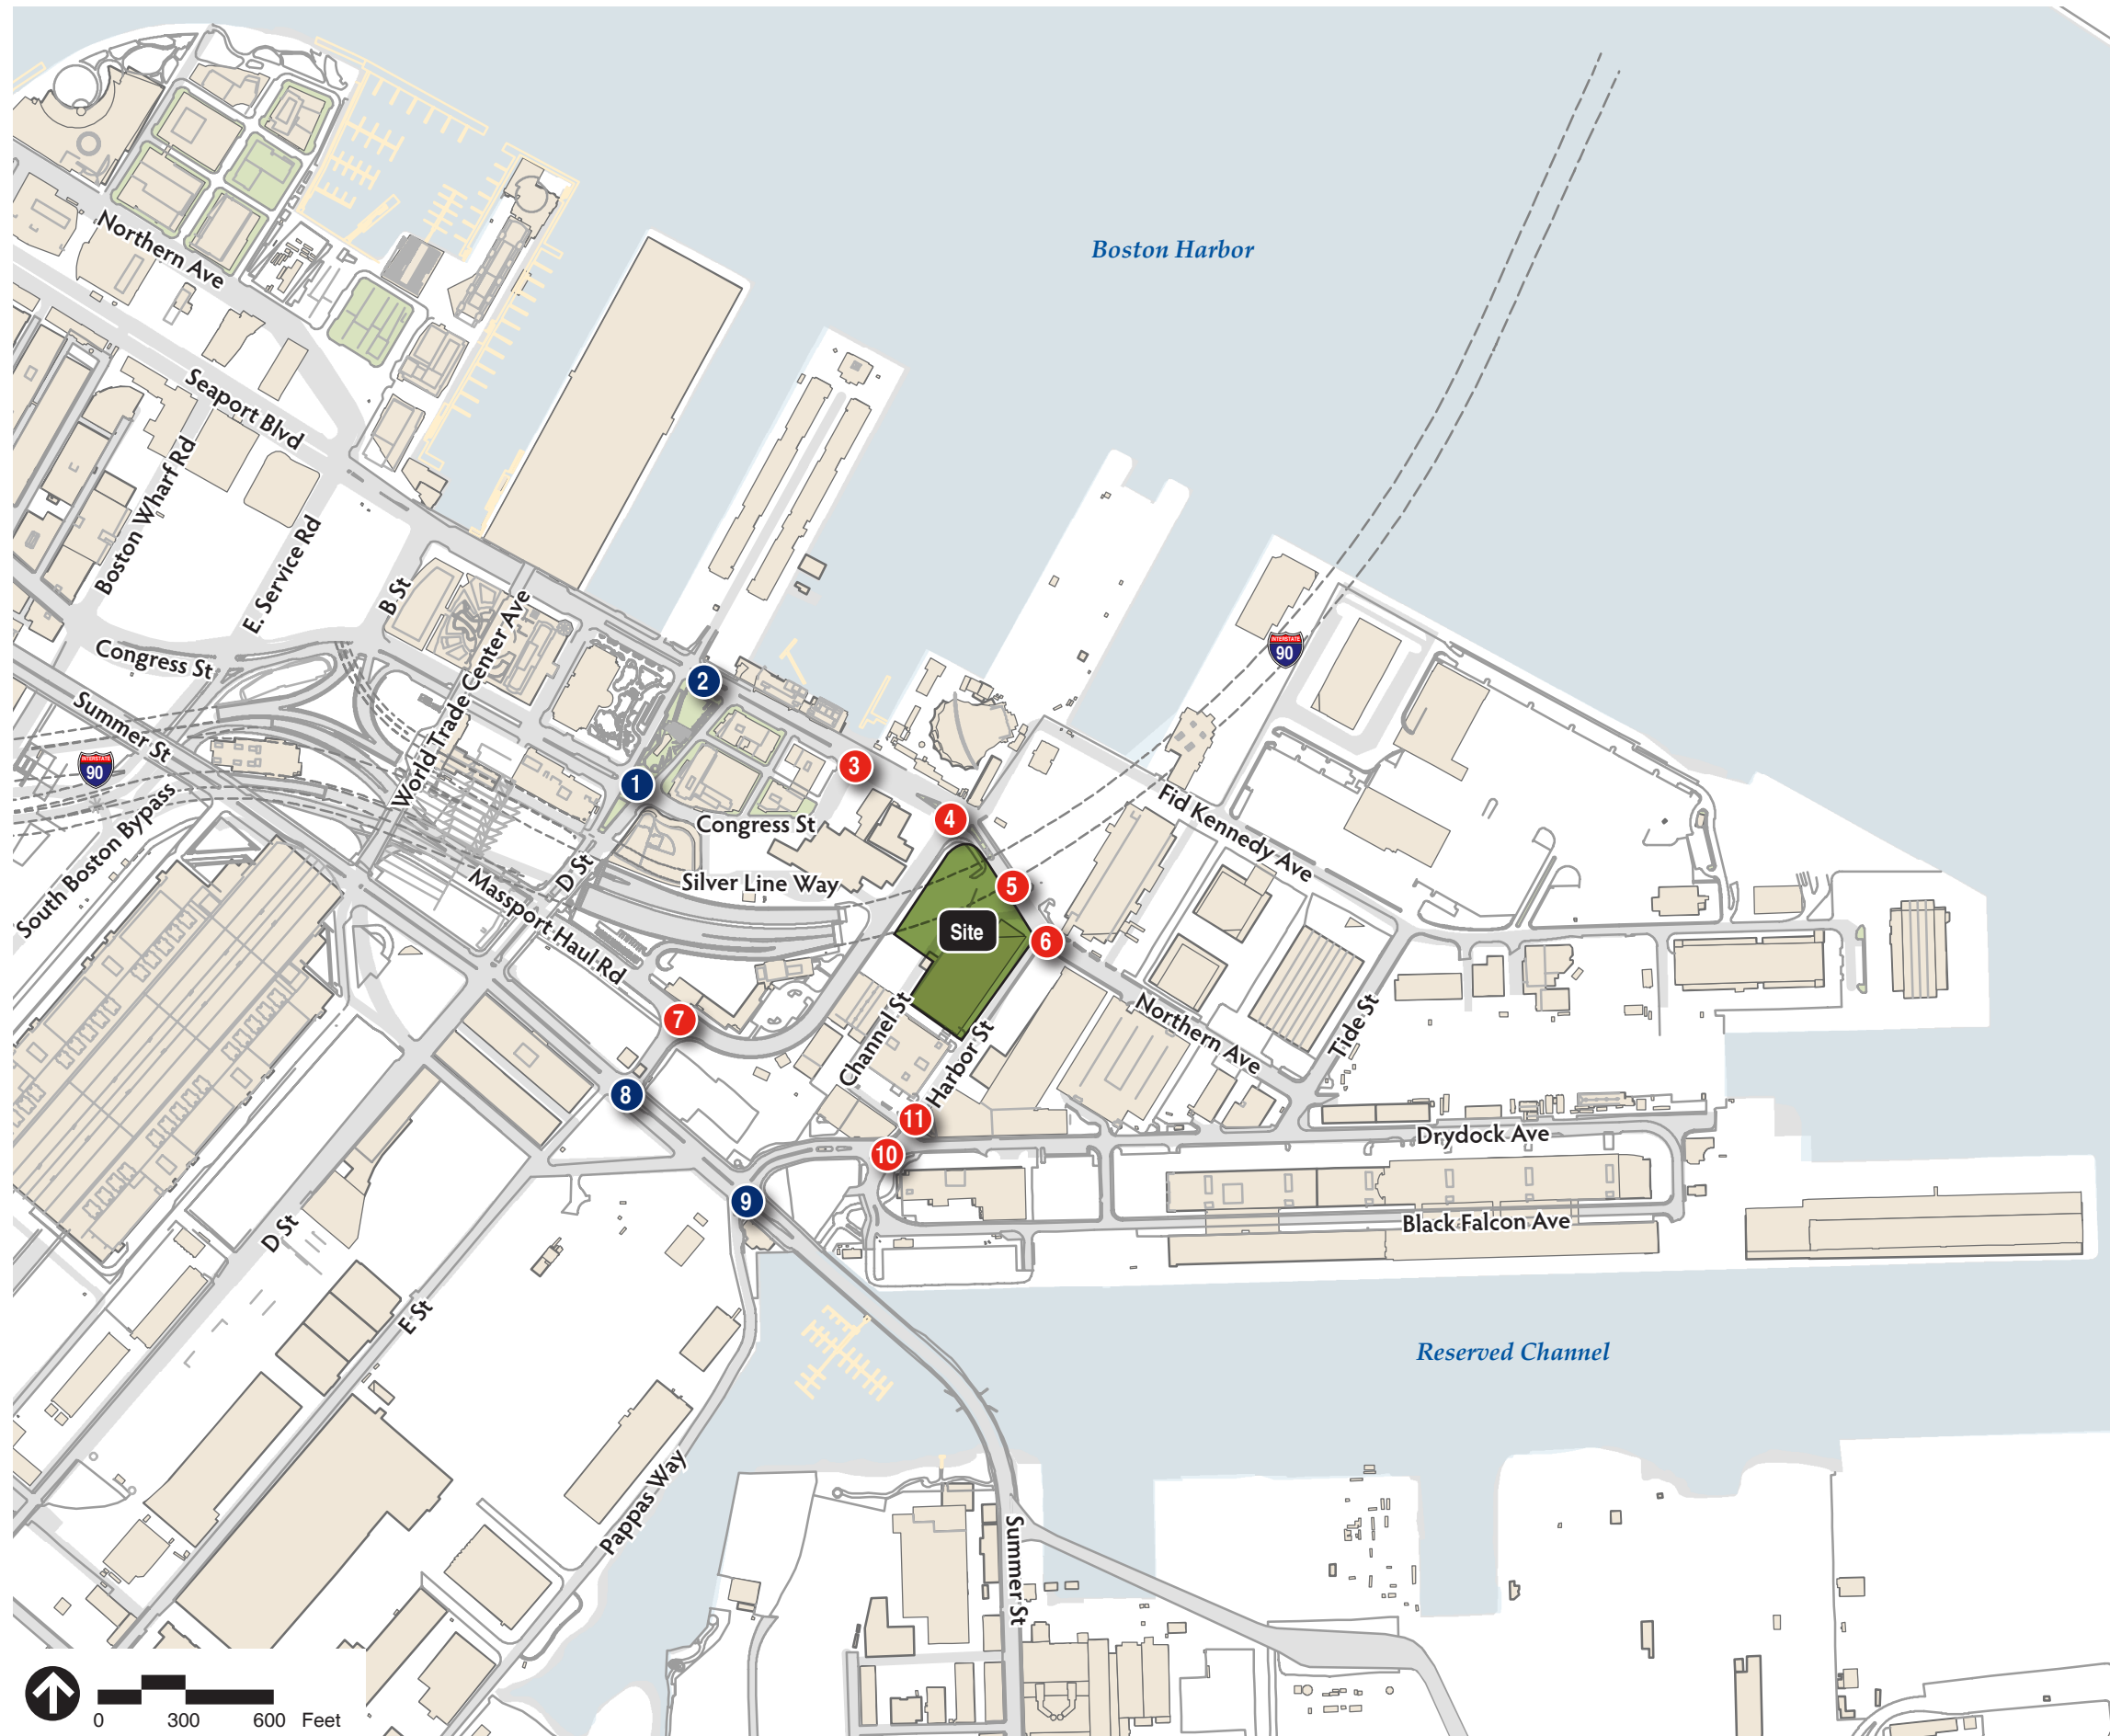 Boston Harbor
Northern Ave
Seaport Blvd
Boston Wharf Rd
E. Service Rd
B St
World Trade Center Ave
Congress St
Summer St
INTERSTATE
90
INTERSTATE
90
South Boston Bypass
2
1
3
4
Congress St
Silver Line Way
D St
Massport Haul Rd
5
Site
6
Fid Kennedy Ave
7
8
Channel St
Harbor St
Northern Ave
Tide St
11
10
9
Drydock Ave
Black Falcon Ave
D St
E St
Reserved Channel
Pappas Way
Summer St
0 300 600 Feet